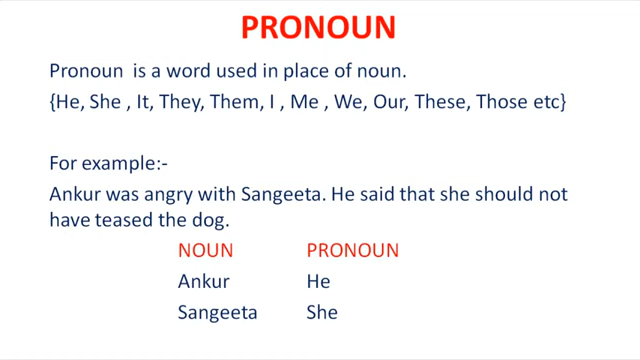 PRONOUN
Pronoun is a word used in place of noun.
{He, She , It, They, Them, I , Me , We, Our, These, Those etc}
For example:-
Ankur was angry with Sangeeta. He said that she should not
have teased the dog.
NOUN PRONOUN
Ankur He
Sangeeta She